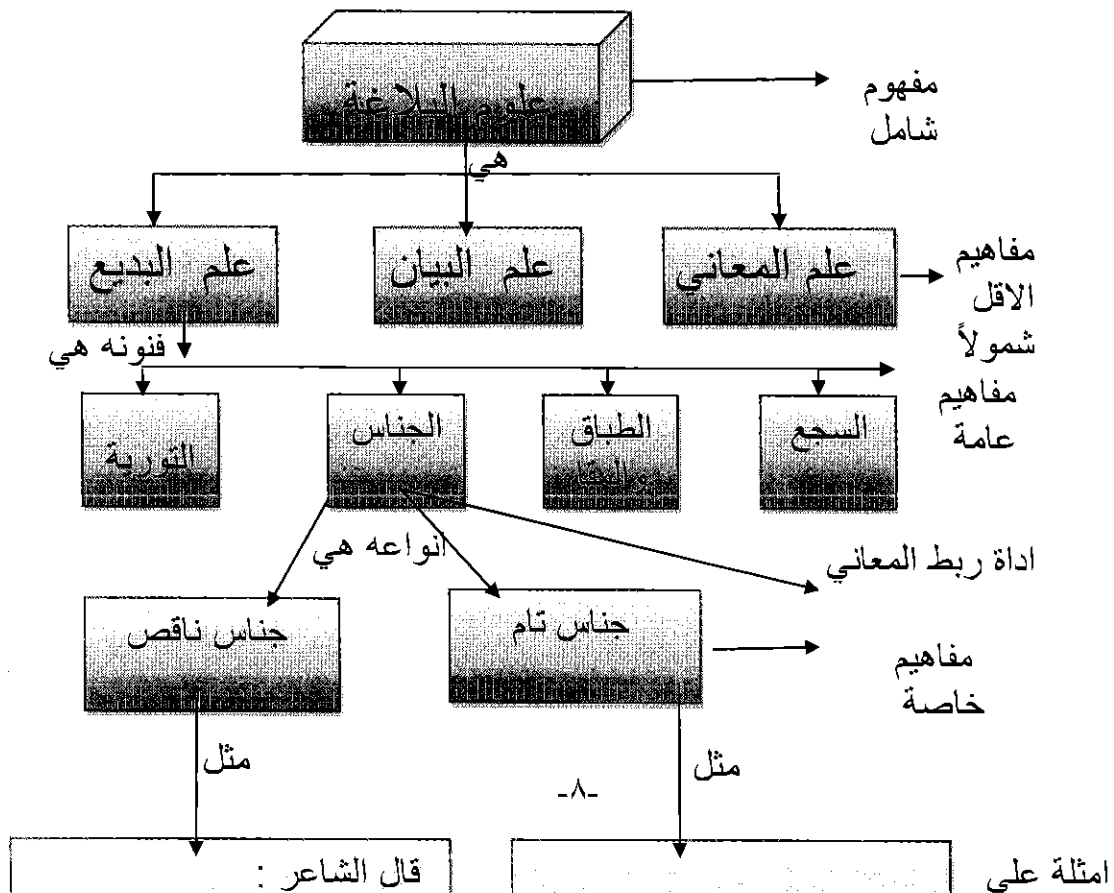 علوم البلاغة
مفهوم
شامل
هي
علم المعاني
علم البيان
علم البديع
مفاهيم
الاقل
شمولاً
فنونه هي
مفاهيم
عامة
السجع
الطباق
الجناس
التورية
اداة ربط المعاني
انواعه هي
جناس تام
جناس ناقص
مفاهيم
خاصة
مثل
مثل
-٨-
امثلة على
قال الشاعر :